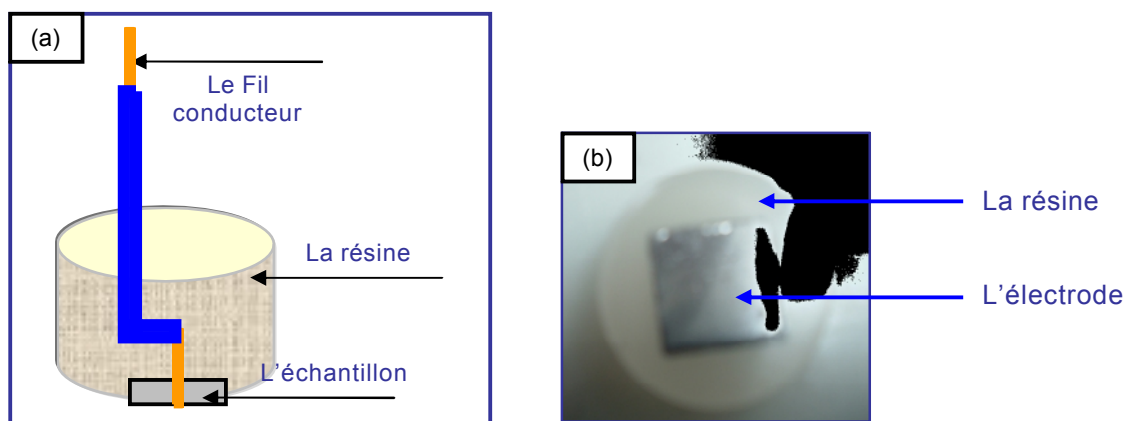 (a)
Le Fil
conducteur
La résine
L'échantillon
(b)
La résine
L'électrode